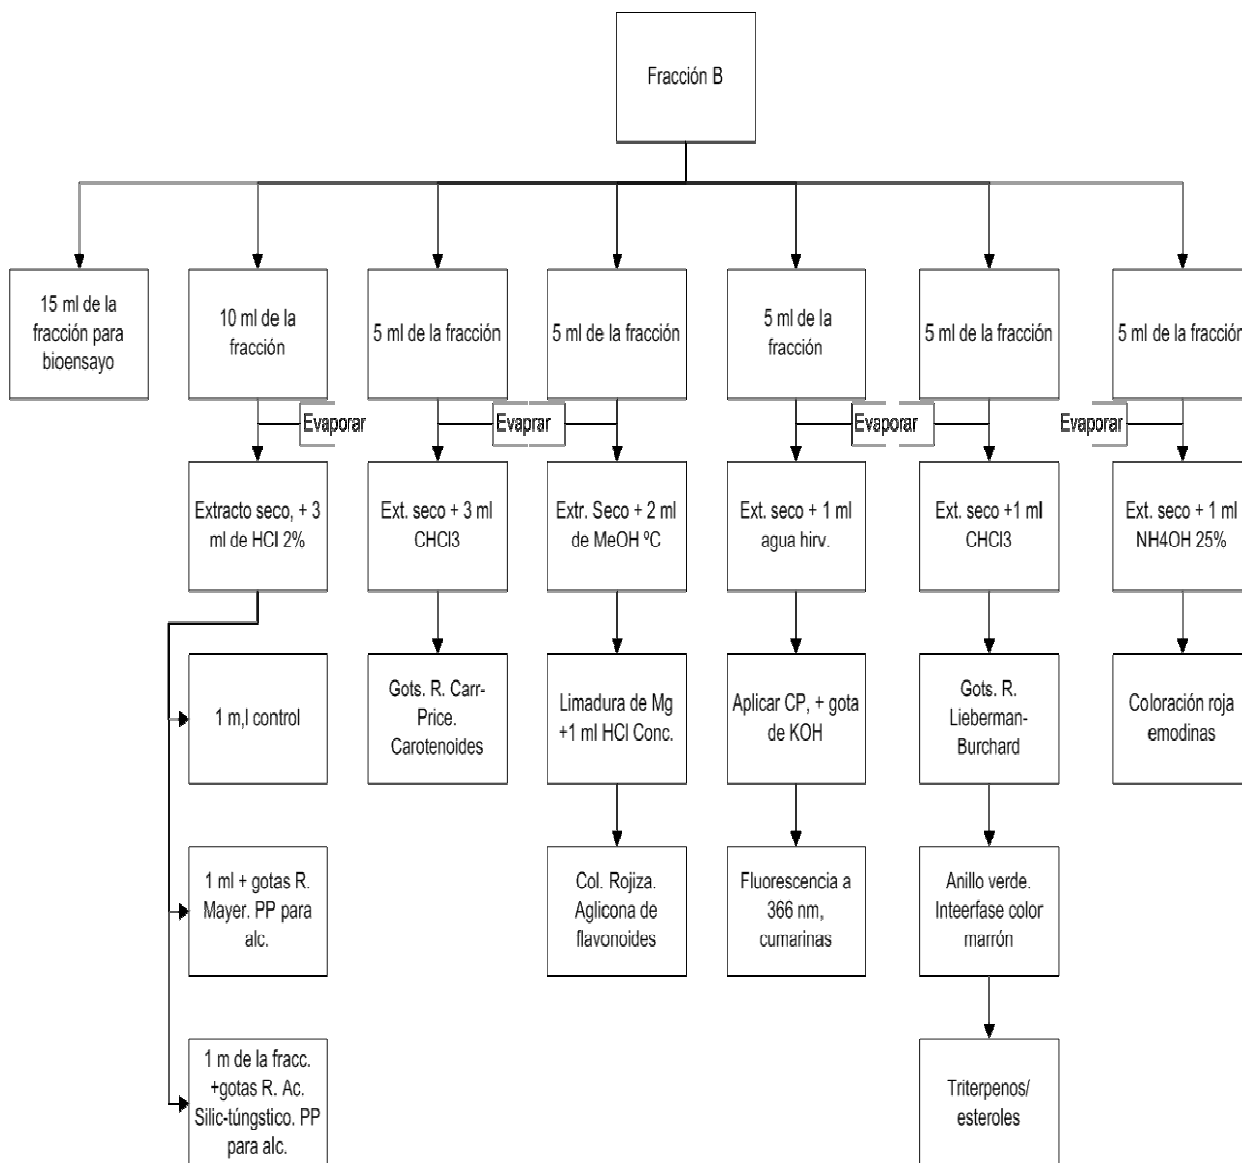 Fracción B
15 ml de la
fracción para
bioensayo
10 ml de la
fracción
5 ml de la fracción
5 ml de la fracción
5 ml de la
fracción
5 ml de la fracción
5 ml de la fracción
Evaporar
Evaprar
Evaporar
Evaporar
Extracto seco, + 3
ml de HCl 2%
Ext. seco + 3 ml
CHCl3
Extr. Seco + 2 ml
de MeOH ºC
Ext. seco + 1 ml
agua hirv.
Ext. seco +1 ml
CHCl3
Ext. seco + 1 ml
NH4OH 25%
1 m,l control
Gots. R. Carr-
Price.
Carotenoides
Limadura de Mg
+1 ml HCl Conc.
Aplicar CP, + gota
de KOH
Gots. R.
Lieberman-
Burchard
Coloración roja
emodinas
1 ml + gotas R.
Mayer. PP para
alc.
Col. Rojiza.
Aglicona de
flavonoides
Fluorescencia a
366 nm,
cumarinas
Anillo verde.
Inteerfase color
marrón
1 m de la fracc.
+gotas R. Ac.
Silic-túngstico. PP
para alc.
Triterpenos/
esteroles